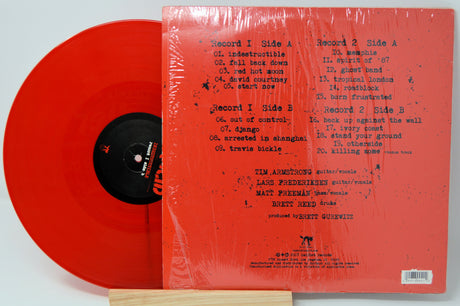 Record 1 Side A
01. indestructible
02. fall back down
03. red hot moon
04. david courtney
05. start now
Record 1 Side B
06. out of control
07. django
08. arrested in shanghai
09. travis bickle
Record 2 Side A
10. memphis
11. spirit of '87
12. ghost band
13. tropical london
14. roadblock
15. born frustrated
Record 2 Side B
16. back up against the wall
17. ivory coast
18. stand your ground
19. otherside
20. killing zone bonus track
TIM ARMSTRONG guitar/vocals
LARS FREDERIKSEN guitar/vocals
MATT FREEMAN bass/vocals
BRETT REED drums
produced by BRETT GUREWITZ